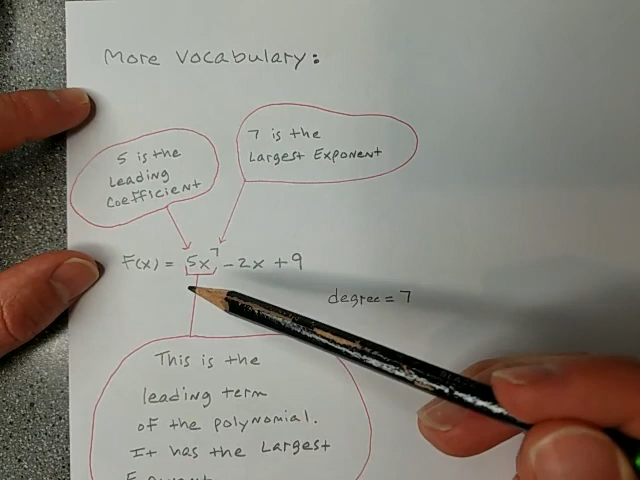 More Vocabulary:
5 is the
Leading
Coefficient
7 is the
Largest Exponent
F(x) = 5x⁷ - 2x + 9
degree = 7
This is the
leading term
of the polynomial.
It has the Largest